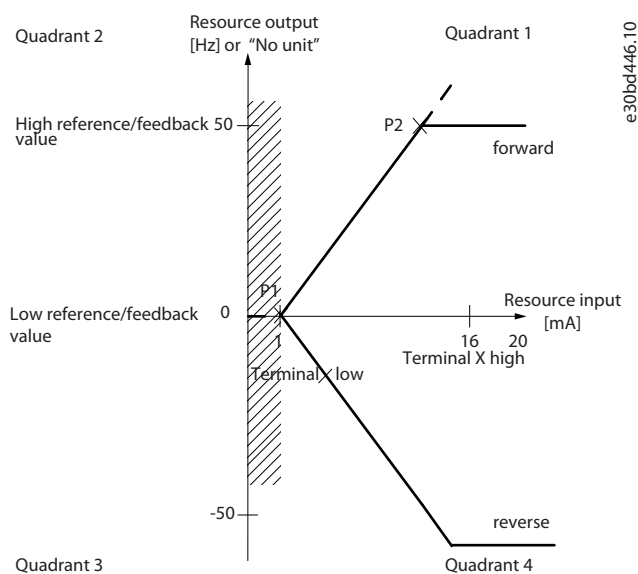 Quadrant 2
Resource output
[Hz] or “No unit”
Quadrant 1
e30bd446.10
High reference/feedback
value
50
P2
forward
P1
Low reference/feedback
value
0
Resource input
[mA]
1
16
20
Terminal X high
Terminal X low
-50
reverse
Quadrant 3
Quadrant 4